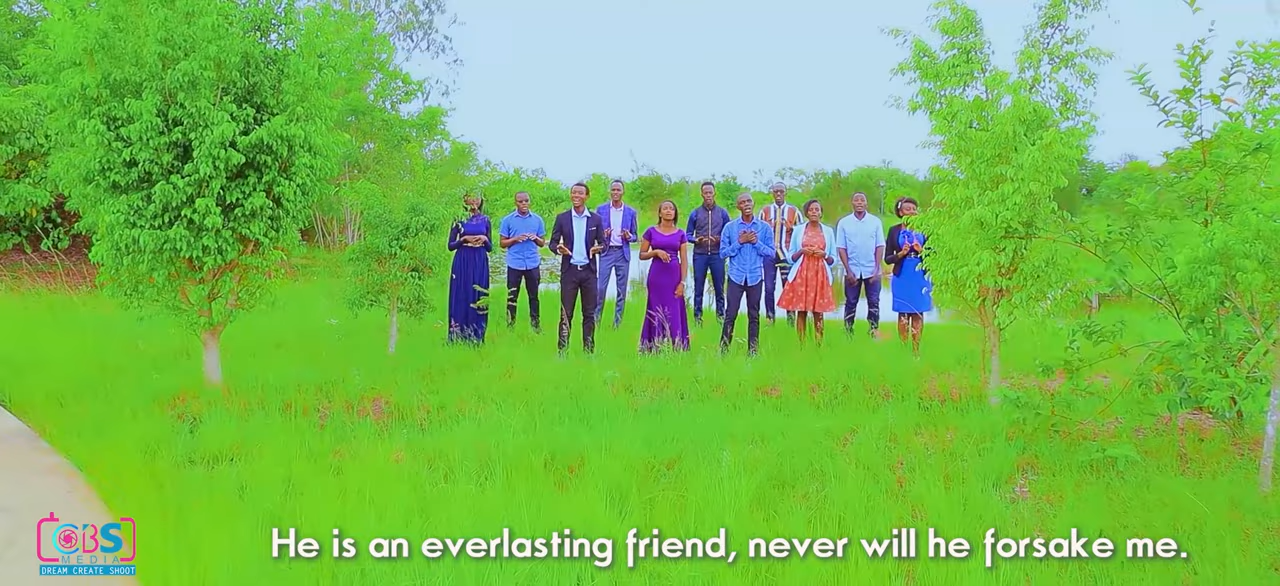 CBS
MEDIA
DREAM CREATE SHOOT
He is an everlasting friend, never will he forsake me.